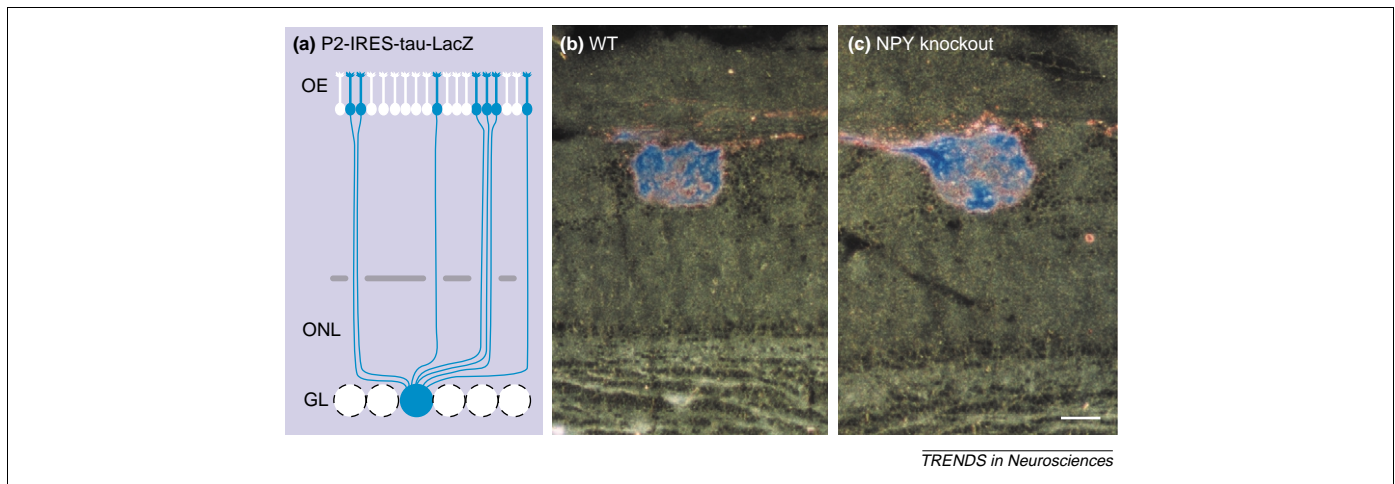 (a) P2-IRES-tau-LacZ
OE
ONL
GL
(b) WT
(c) NPY knockout
TRENDS in Neurosciences